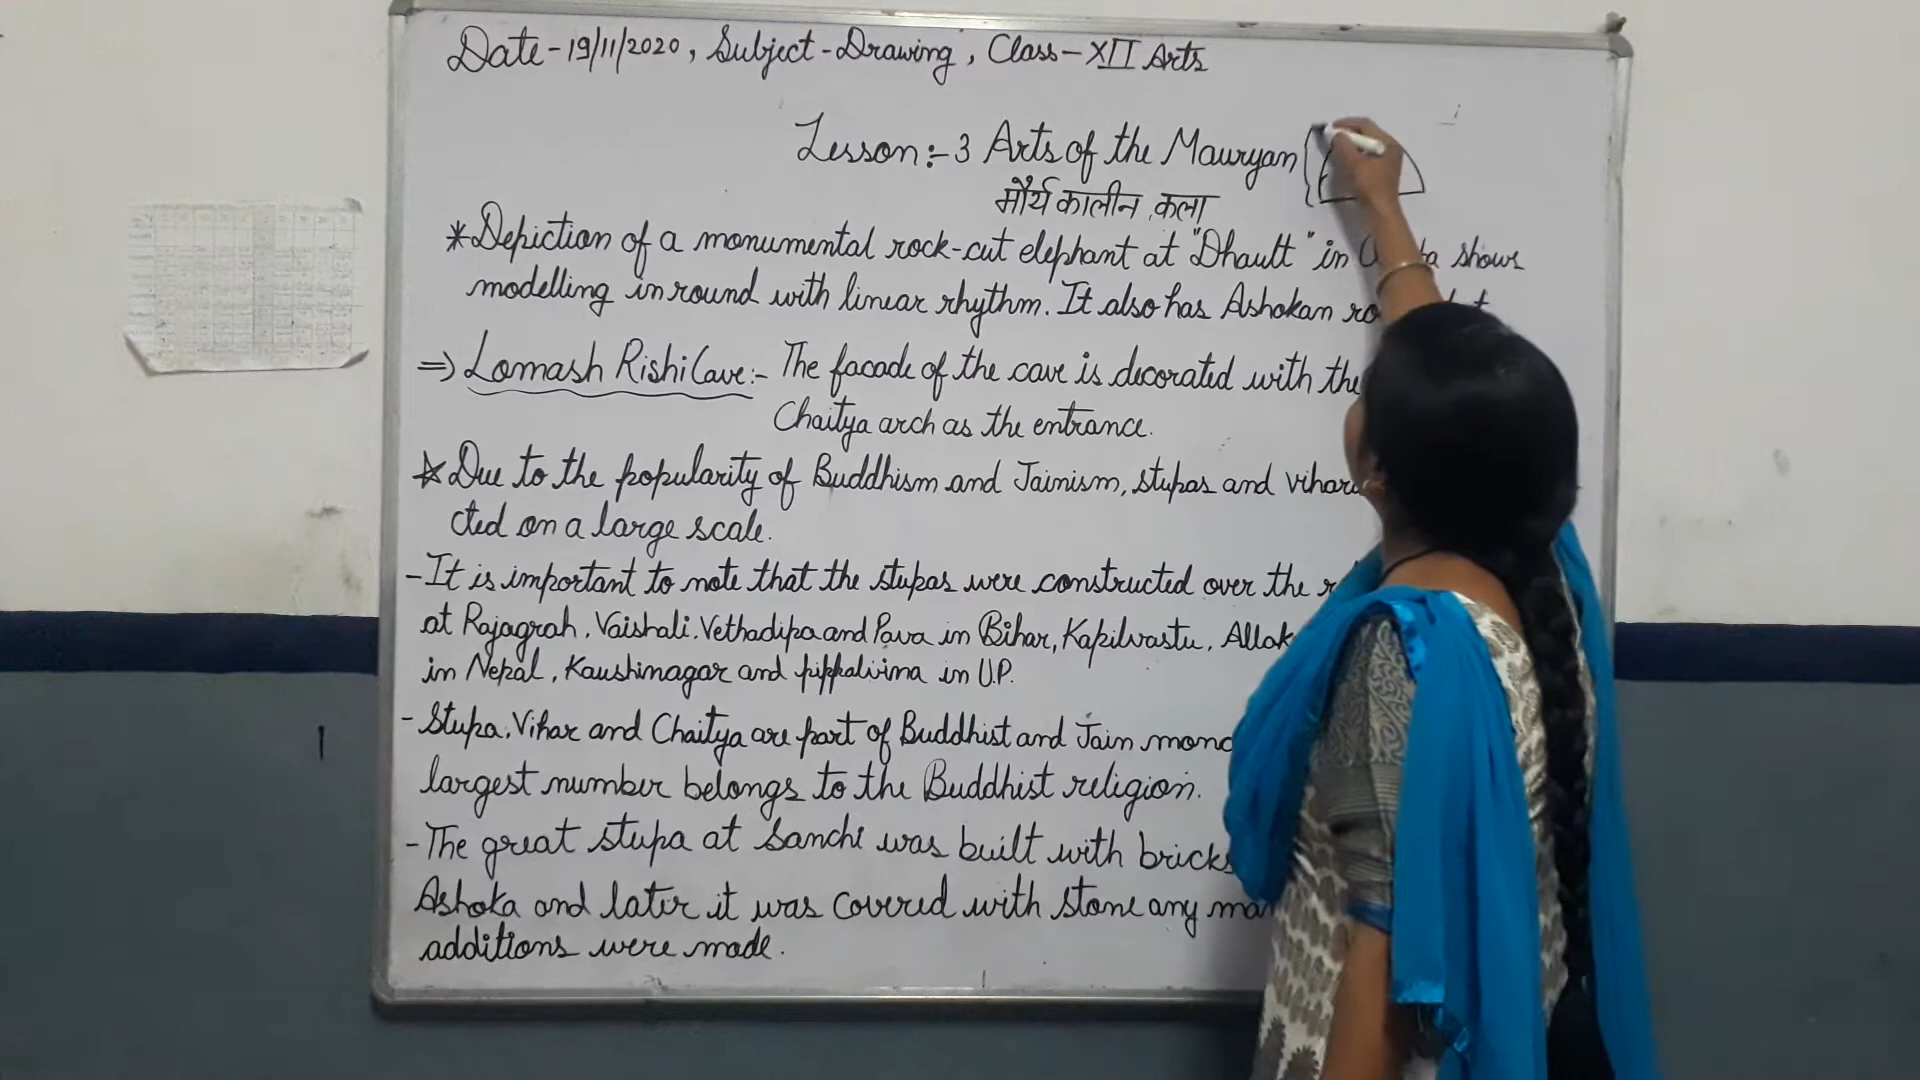 Date-19/11/2020, Subject-Drawing, Class-XII Arts
Lesson:-3 Arts of the Mauryan
मौर्य कालीन, कला
*Depiction of a monumental rock-cut elephant at "Dhault" in shows
modelling in round with linear rhythm. It also has Ashokan
=> Lomash Rishi Cave:- The facade of the cave is decorated with the
Chaitya arch as the entrance.
*Due to the popularity of Buddhism and Jainism, stupas and
cted on a large scale.
-It is important to note that the stupas were constructed over the
at Rajagrah, Vaishali, Vethadipa and Pava in Bihar, Kapilvastu,
in Nepal, Kaushinagar and pippalvina in U.P.
-Stupa, Vihar and Chaitya are part of Buddhist and Jain
largest number belongs to the Buddhist religion.
-The great stupa at Sanchi was built with bricks
Ashoka and later it was covered with stone any
additions were made.